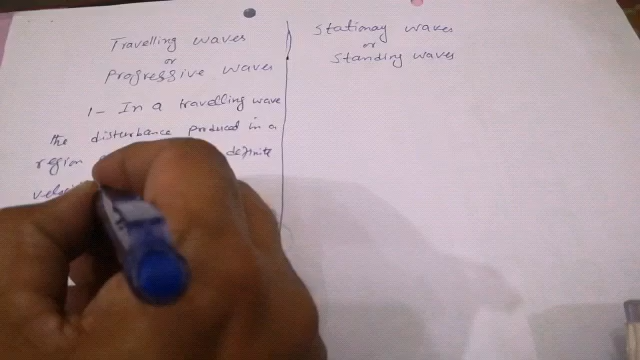 Travelling waves
or
Progressive waves
1- In a travelling wave
the disturbance produced in a
region definite
Stationay waves
or
Standing waves